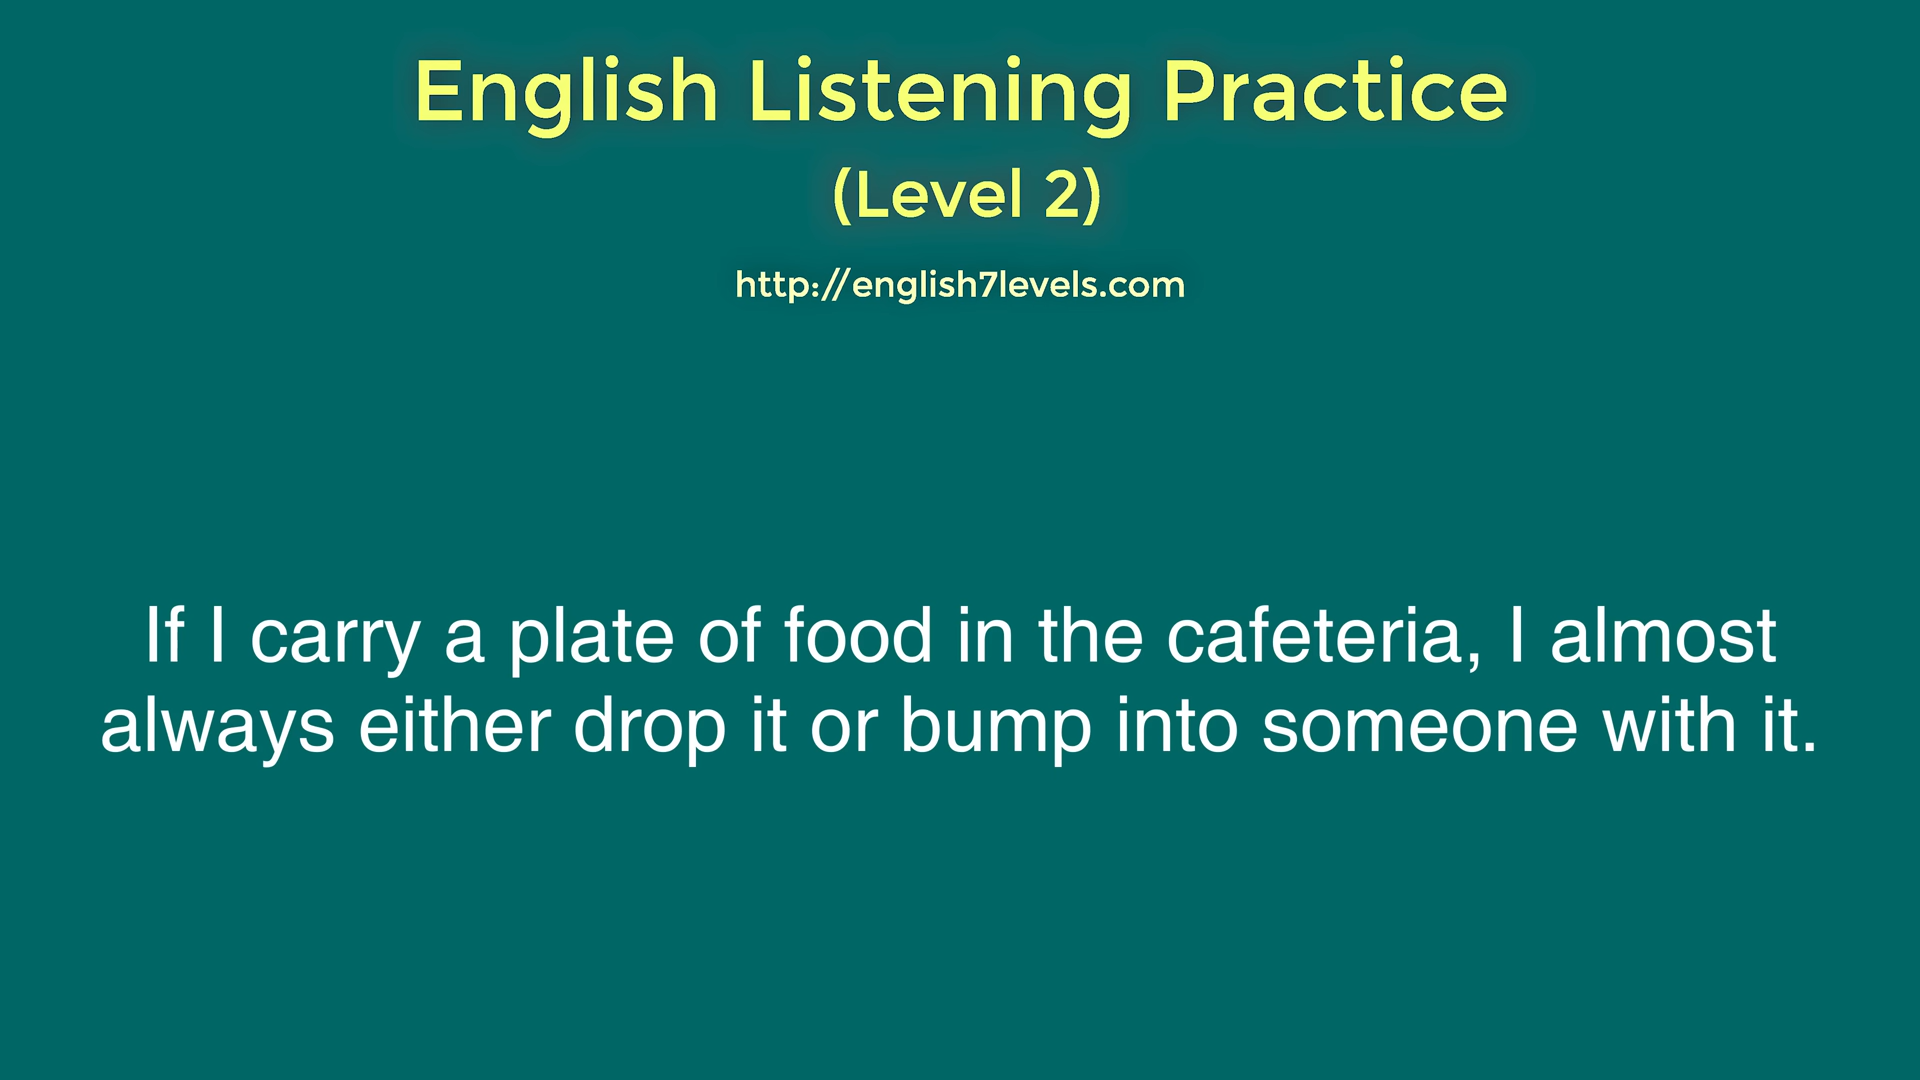 English Listening Practice
(Level 2)
http://english7levels.com
If I carry a plate of food in the cafeteria, I almost
always either drop it or bump into someone with it.